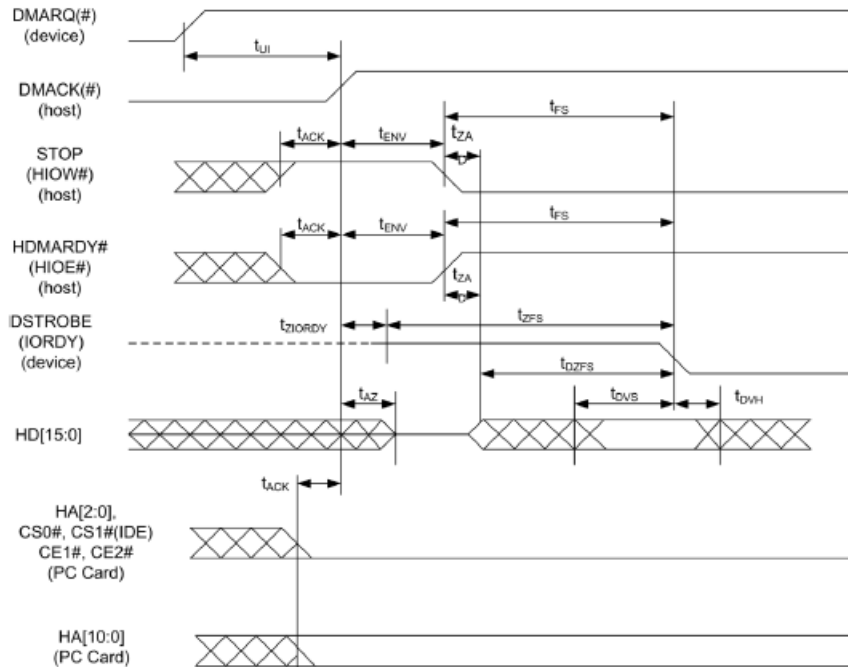 DMARQ(#)
(device)
tUI
DMACK(#)
(host)
tFS
tACK
tENV
tZA
D
STOP
(HIOW#)
(host)
tFS
tACK
tENV
HDMARDY#
(HIOE#)
(host)
tZA
D
DSTROBE
(IORDY)
(device)
tZIORDY
tZFS
tDZFS
tAZ
tDVS
tDVH
HD[15:0]
tACK
HA[2:0],
CS0#, CS1#(IDE)
CE1#, CE2#
(PC Card)
HA[10:0]
(PC Card)